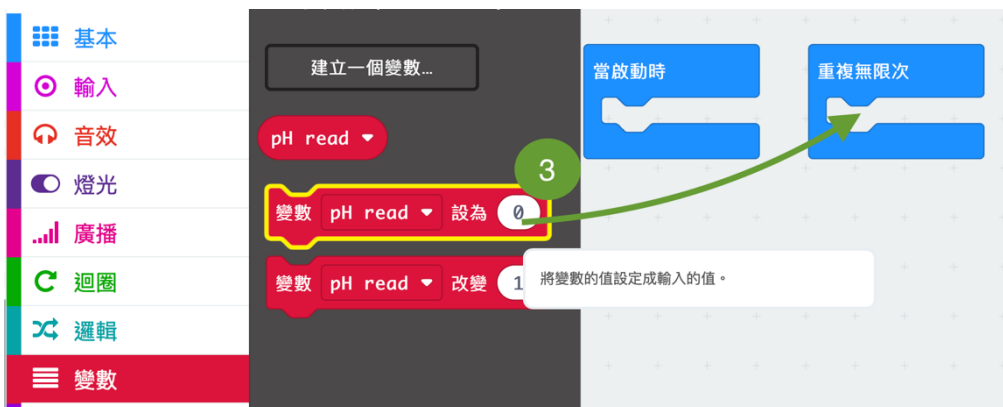 基本
輸入
音效
燈光
廣播
迴圈
邏輯
變數
建立一個變數...
pH read
變數 pH read 設為 0
變數 pH read 改變 1
3
將變數的值設定成輸入的值。
當啟動時
重複無限次